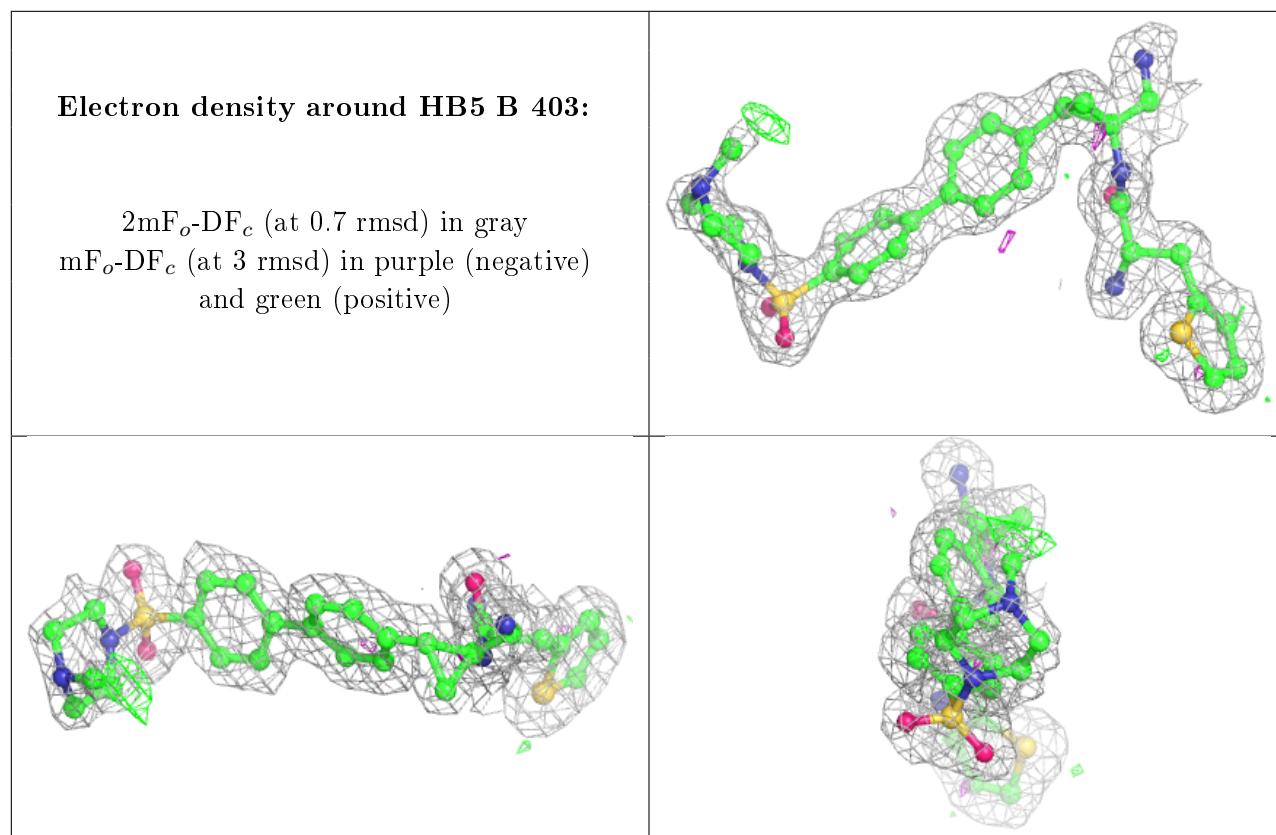 Electron density around HB5 B 403:
2mFₒ-DF𝒸 (at 0.7 rmsd) in gray
mFₒ-DF𝒸 (at 3 rmsd) in purple (negative)
and green (positive)